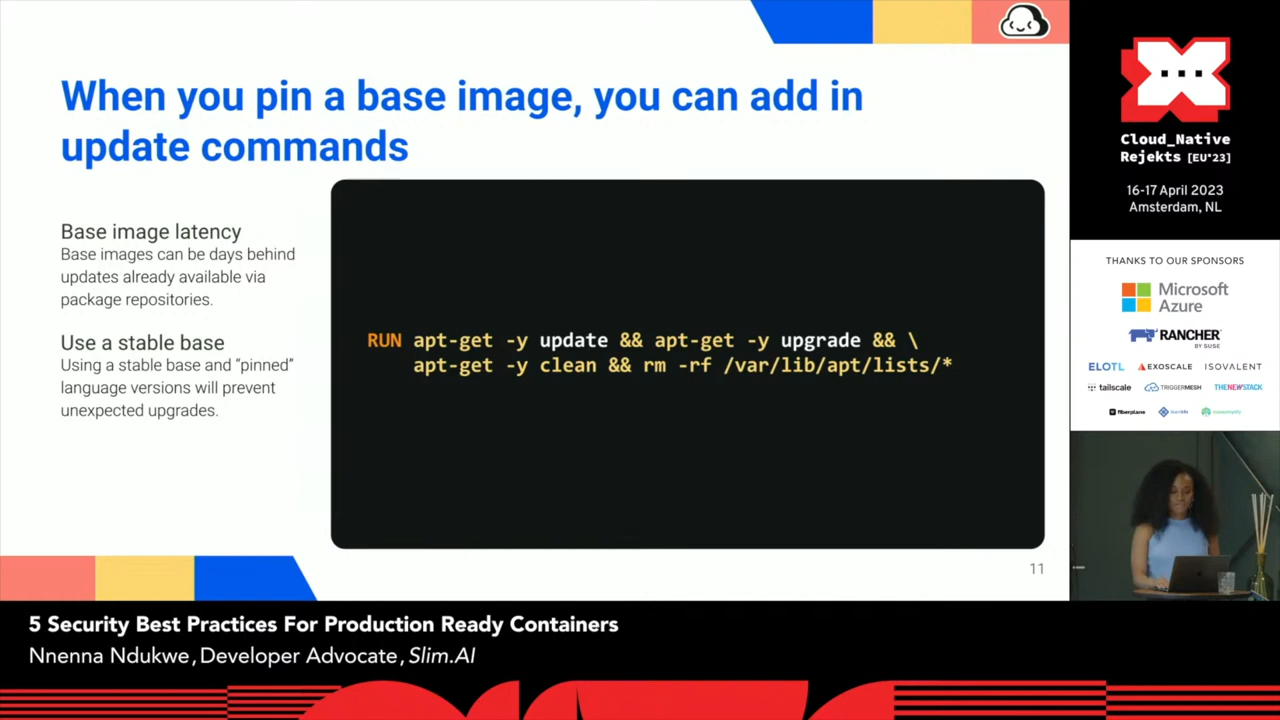 When you pin a base image, you can add in
update commands
Base image latency
Base images can be days behind
updates already available via
package repositories.
Use a stable base
Using a stable base and “pinned”
language versions will prevent
unexpected upgrades.
RUN apt-get -y update && apt-get -y upgrade && \
apt-get -y clean && rm -rf /var/lib/apt/lists/*
11
Cloud_Native
Rejekts [EU'23]
16-17 April 2023
Amsterdam, NL
THANKS TO OUR SPONSORS
Microsoft
Azure
RANCHER
BY SUSE
ELOTL EXOSCALE ISOVALENT
tailscale TRIGGERMESH THENEWSTACK
fiberplane
5 Security Best Practices For Production Ready Containers
Nnenna Ndukwe, Developer Advocate, Slim.AI